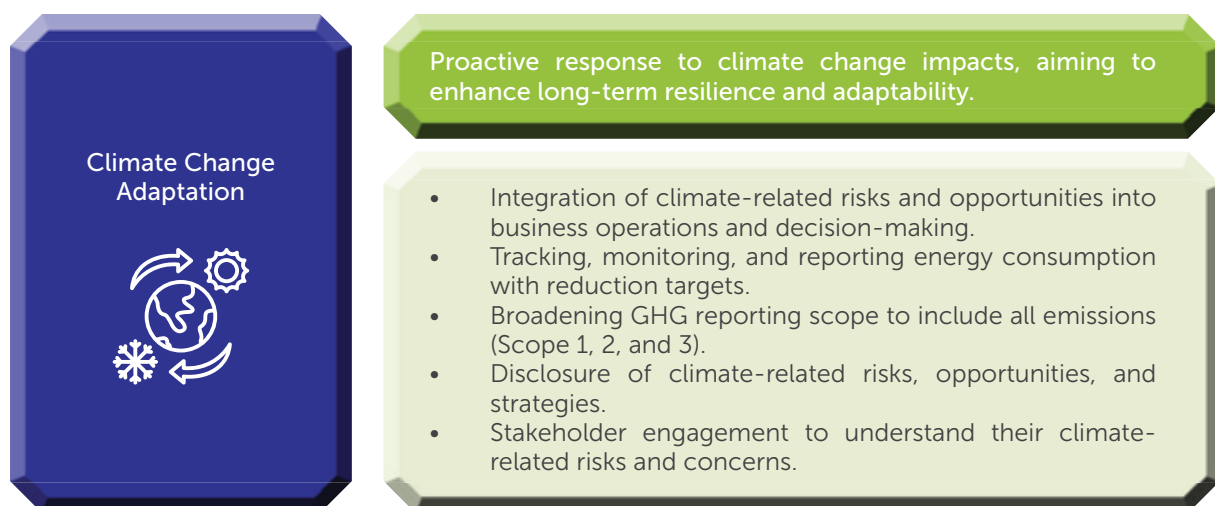 Climate Change
Adaptation
Proactive response to climate change impacts, aiming to
enhance long-term resilience and adaptability.
• Integration of climate-related risks and opportunities into
business operations and decision-making.
• Tracking, monitoring, and reporting energy consumption
with reduction targets.
• Broadening GHG reporting scope to include all emissions
(Scope 1, 2, and 3).
• Disclosure of climate-related risks, opportunities, and
strategies.
• Stakeholder engagement to understand their climate-
related risks and concerns.